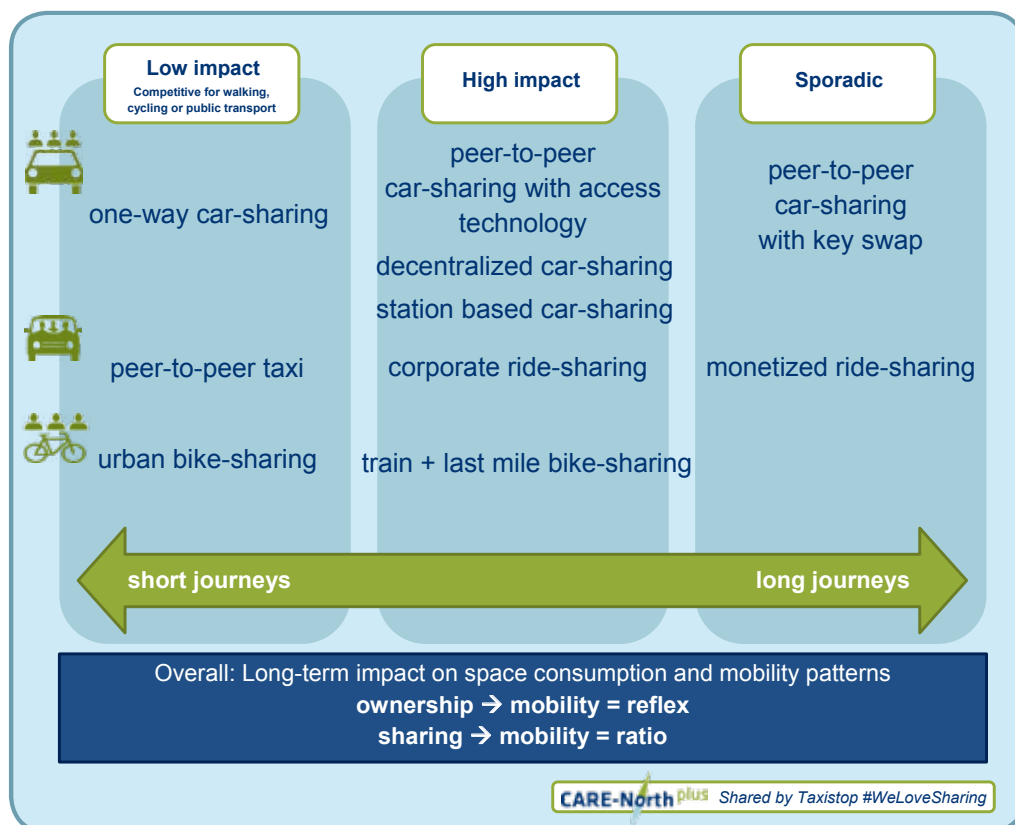 Low impact
Competitive for walking,
cycling or public transport
High impact
Sporadic
one-way car-sharing
peer-to-peer
car-sharing with access
technology
decentralized car-sharing
station based car-sharing
peer-to-peer
car-sharing
with key swap
peer-to-peer taxi
corporate ride-sharing
monetized ride-sharing
urban bike-sharing
train + last mile bike-sharing
short journeys
long journeys
Overall: Long-term impact on space consumption and mobility patterns
ownership → mobility = reflex
sharing → mobility = ratio
CARE-North plus Shared by Taxistop #WeLoveSharing